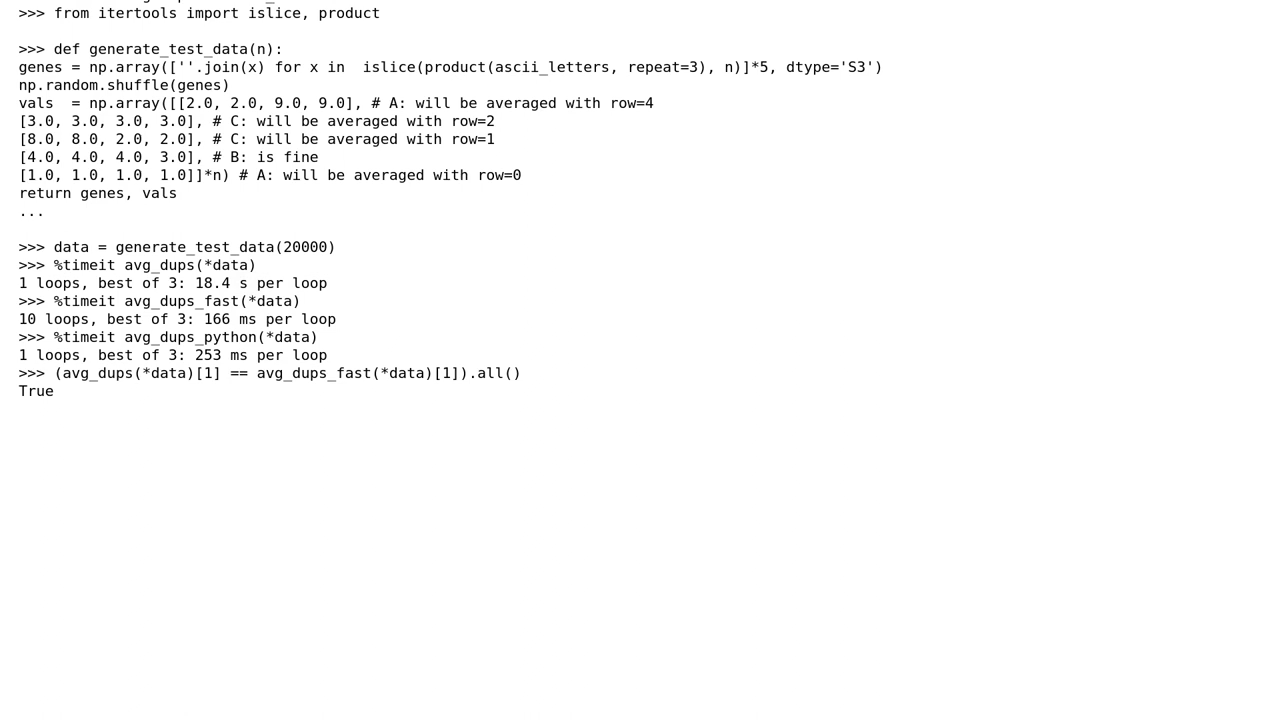 >>> from itertools import islice, product

>>> def generate_test_data(n):
genes = np.array([''.join(x) for x in  islice(product(ascii_letters, repeat=3), n)]*5, dtype='S3')
np.random.shuffle(genes)
vals  = np.array([[2.0, 2.0, 9.0, 9.0], # A: will be averaged with row=4
[3.0, 3.0, 3.0, 3.0], # C: will be averaged with row=2
[8.0, 8.0, 2.0, 2.0], # C: will be averaged with row=1
[4.0, 4.0, 4.0, 3.0], # B: is fine
[1.0, 1.0, 1.0, 1.0]]*n) # A: will be averaged with row=0
return genes, vals
...

>>> data = generate_test_data(20000)
>>> %timeit avg_dups(*data)
1 loops, best of 3: 18.4 s per loop
>>> %timeit avg_dups_fast(*data)
10 loops, best of 3: 166 ms per loop
>>> %timeit avg_dups_python(*data)
1 loops, best of 3: 253 ms per loop
>>> (avg_dups(*data)[1] == avg_dups_fast(*data)[1]).all()
True